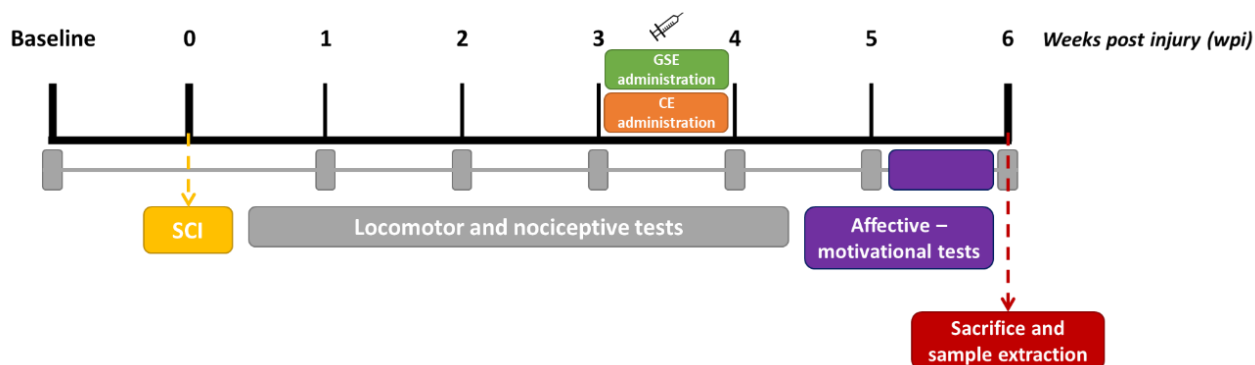 Baseline 0 1 2 3 4 5 6 Weeks post injury (wpi)
GSE
administration
CE
administration
SCI
Locomotor and nociceptive tests
Affective –
motivational tests
Sacrifice and
sample extraction